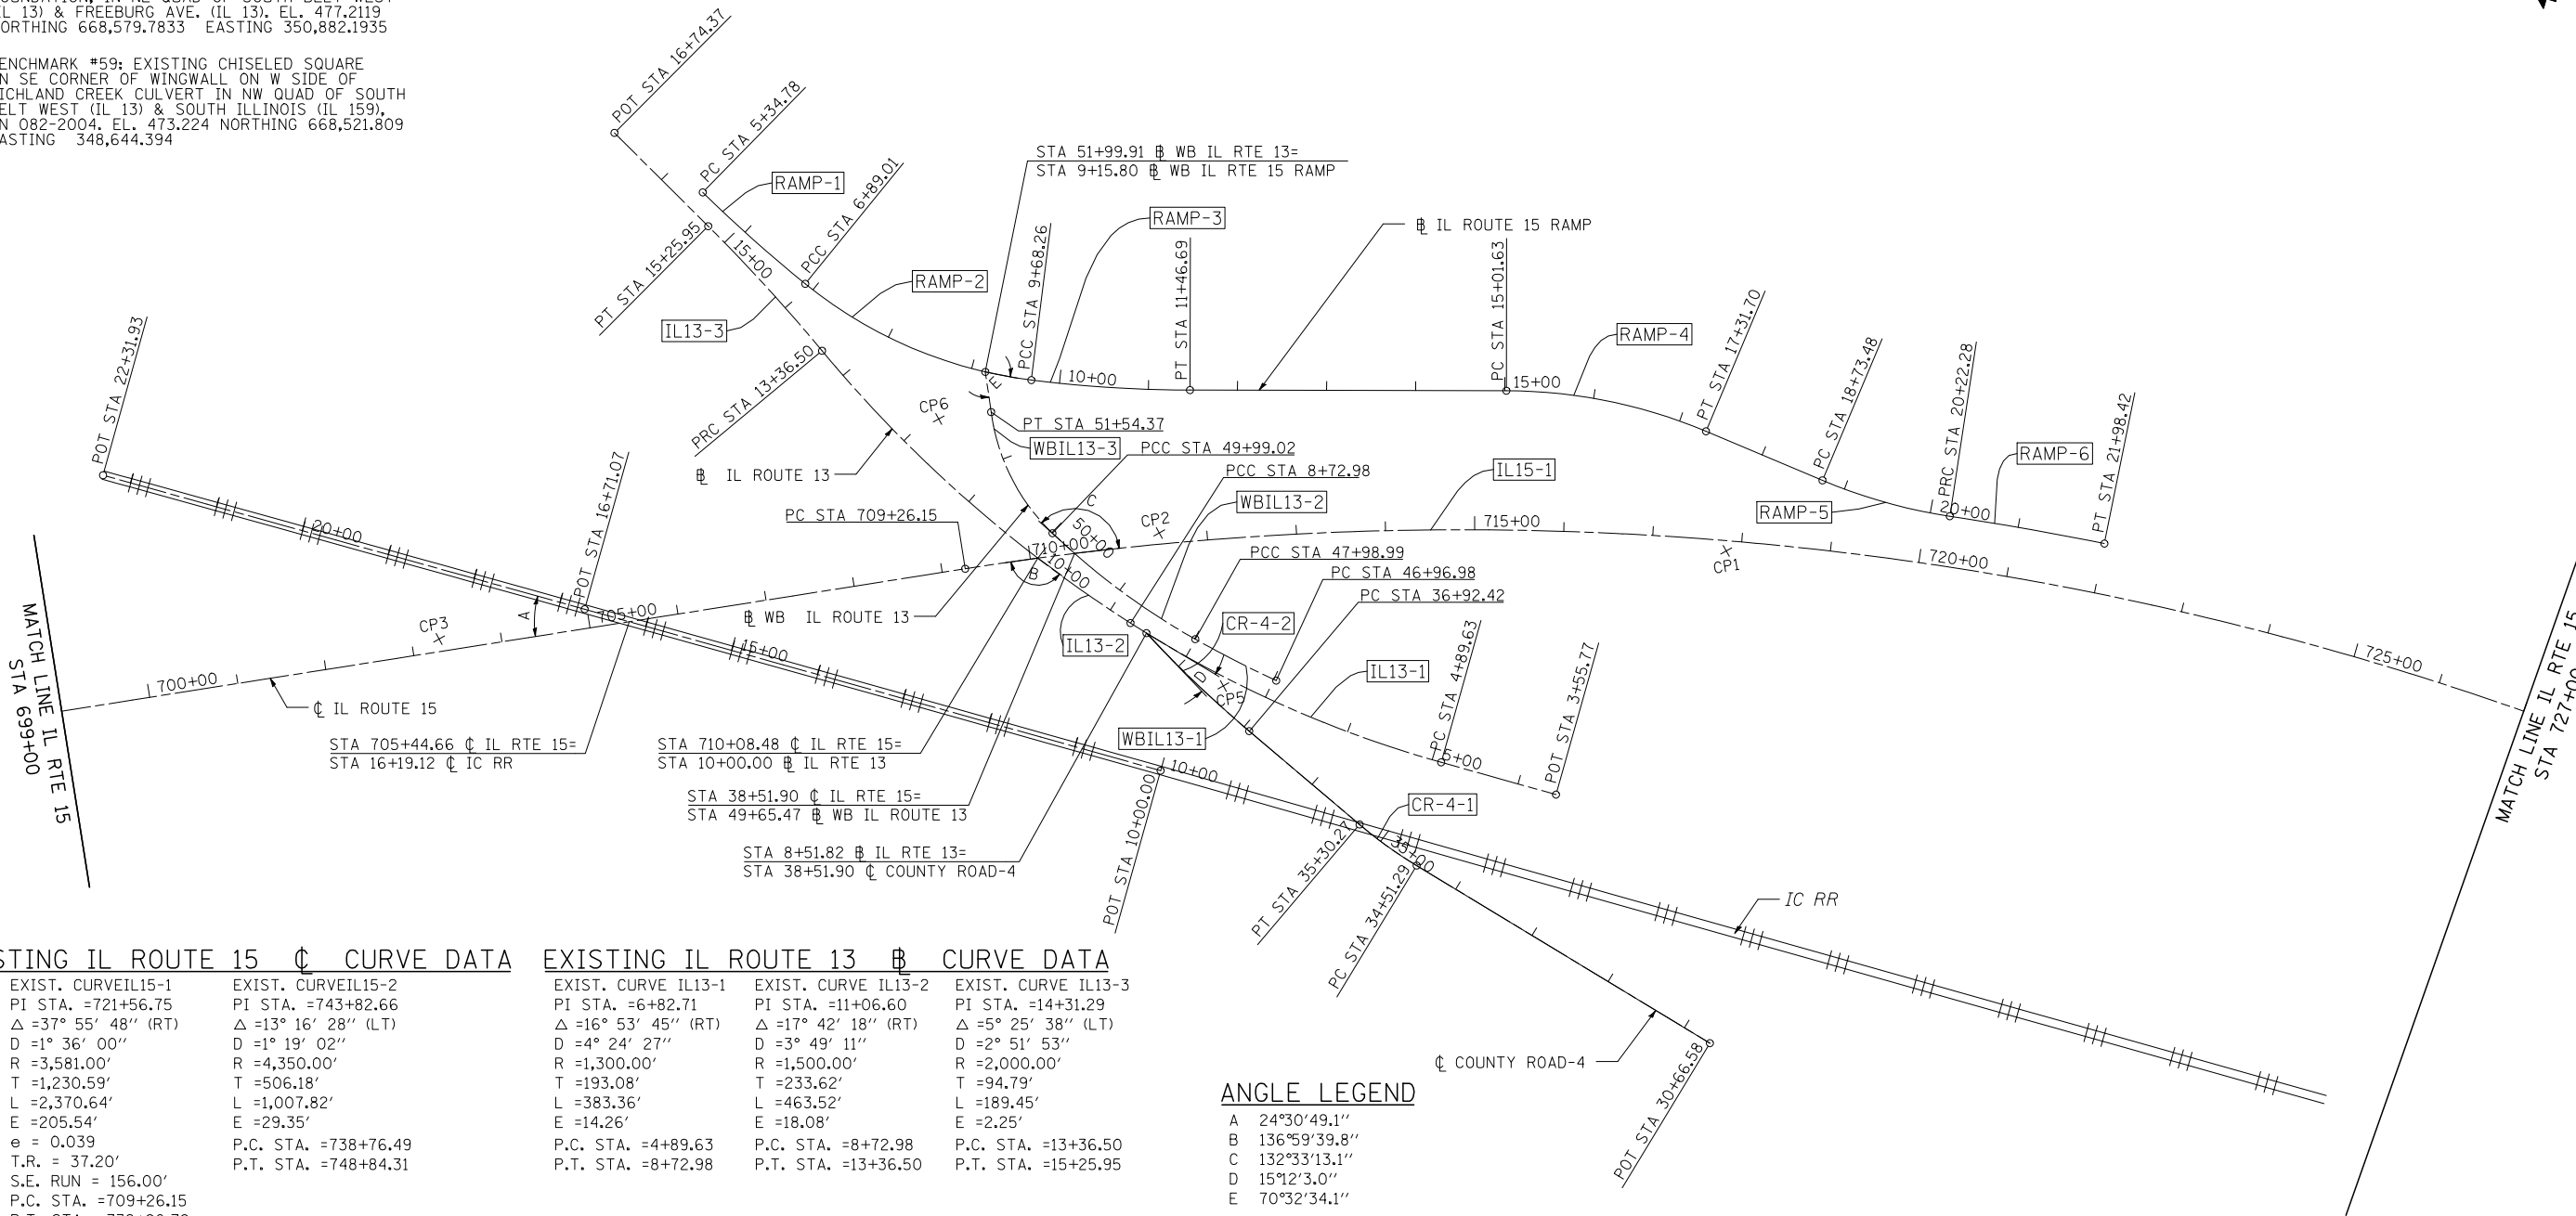 EL 13) & FREEBURG AVE. (IL 13). EL. 477.2119
ORTHING 668,579.7833 EASTING 350,882.1935
ENCHMARK #59: EXISTING CHISELED SQUARE
N SE CORNER OF WINGWALL ON W SIDE OF
ICHLAND CREEK CULVERT IN NW QUAD OF SOUTH
ELT WEST (IL 13) & SOUTH ILLINOIS (IL 159),
N 082-2004. EL. 473.224 NORTHING 668,521.809
ASTING 348,644.394
POT STA 16+74.37
PC STA 5+34.78
RAMP-1
PCC STA 6+89.01
PT STA 15+25.95
15+00
IL13-3
RAMP-2
PRC STA 13+36.50
STA 51+99.91 ⅊ WB IL RTE 13=
STA 9+15.80 ⅊ WB IL RTE 15 RAMP
PCC STA 9+68.26
RAMP-3
PT STA 11+46.69
⅊ IL ROUTE 15 RAMP
PC STA 15+01.63
RAMP-4
PT STA 17+31.70
PC STA 18+73.48
PRC STA 20+22.28
RAMP-6
PT STA 21+98.42
RAMP-5
10+00
15+00
20+00
E
CP6
PT STA 51+54.37
WBIL13-3
PCC STA 49+99.02
PCC STA 8+72.98
IL15-1
WBIL13-2
⅊ IL ROUTE 13
PC STA 709+26.15
C
50+00
CP2
715+00
710+00
10+00
B
PCC STA 47+98.99
PC STA 46+96.98
PC STA 36+92.42
CP1
720+00
725+00
POT STA 22+31.93
20+00
POT STA 16+71.07
A
705+00
CP3
⅊ WB IL ROUTE 13
15+00
IL13-2
CR-4-2
D
CP5
IL13-1
PC STA 4+89.63
POT STA 3+55.77
5+00
WBIL13-1
MATCH LINE IL RTE 15
STA 699+00
700+00
℄ IL ROUTE 15
STA 705+44.66 ℄ IL RTE 15=
STA 16+19.12 ℄ IC RR
STA 710+08.48 ℄ IL RTE 15=
STA 10+00.00 ⅊ IL RTE 13
STA 38+51.90 ℄ IL RTE 15=
STA 49+65.47 ⅊ WB IL ROUTE 13
STA 8+51.82 ⅊ IL RTE 13=
STA 38+51.90 ℄ COUNTY ROAD-4
POT STA 10+00.00
10+00
CR-4-1
PT STA 35+30.27
35+00
PC STA 34+51.29
IC RR
℄ COUNTY ROAD-4
POT STA 30+66.58
MATCH LINE IL RTE 15
STA 727+00
STING IL ROUTE 15 ℄ CURVE DATA
EXIST. CURVEIL15-1
PI STA. =721+56.75
△ =37° 55′ 48″ (RT)
D =1° 36′ 00″
R =3,581.00′
T =1,230.59′
L =2,370.64′
E =205.54′
e = 0.039
T.R. = 37.20′
S.E. RUN = 156.00′
P.C. STA. =709+26.15
EXIST. CURVEIL15-2
PI STA. =743+82.66
△ =13° 16′ 28″ (LT)
D =1° 19′ 02″
R =4,350.00′
T =506.18′
L =1,007.82′
E =29.35′
P.C. STA. =738+76.49
P.T. STA. =748+84.31
EXISTING IL ROUTE 13 ⅊ CURVE DATA
EXIST. CURVE IL13-1
PI STA. =6+82.71
△ =16° 53′ 45″ (RT)
D =4° 24′ 27″
R =1,300.00′
T =193.08′
L =383.36′
E =14.26′
P.C. STA. =4+89.63
P.T. STA. =8+72.98
EXIST. CURVE IL13-2
PI STA. =11+06.60
△ =17° 42′ 18″ (RT)
D =3° 49′ 11″
R =1,500.00′
T =233.62′
L =463.52′
E =18.08′
P.C. STA. =8+72.98
P.T. STA. =13+36.50
EXIST. CURVE IL13-3
PI STA. =14+31.29
△ =5° 25′ 38″ (LT)
D =2° 51′ 53″
R =2,000.00′
T =94.79′
L =189.45′
E =2.25′
P.C. STA. =13+36.50
P.T. STA. =15+25.95
ANGLE LEGEND
A 24°30′49.1″
B 136°59′39.8″
C 132°33′13.1″
D 15°12′3.0″
E 70°32′34.1″